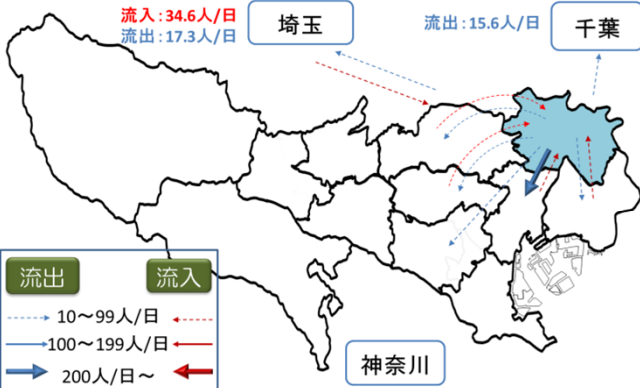 流入：34.6人/日
流出：17.3人/日
埼玉
流出：15.6人/日
千葉
流出
流入
10～99人/日
100～199人/日
200人/日～
神奈川